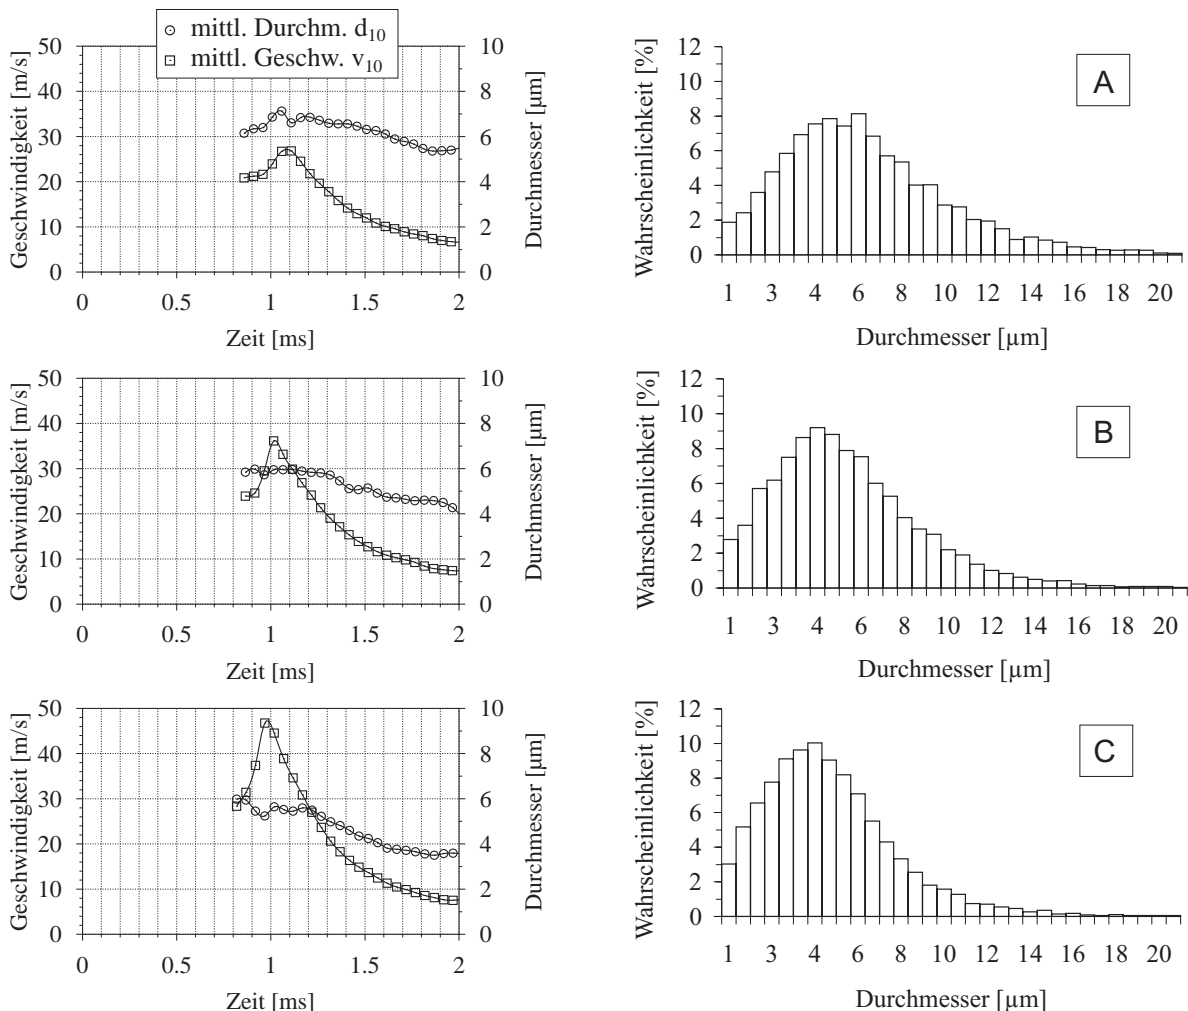 mittl. Durchm. d10
mittl. Geschw. v10
Geschwindigkeit [m/s]
50
40
30
20
10
0
10
8
6
4
2
0
Durchmesser [µm]
0 0.5 1 1.5 2
Zeit [ms]
Wahrscheinlichkeit [%]
12
10
8
6
4
2
0
A
1 3 4 6 8 10 12 14 16 18 20
Durchmesser [µm]
Geschwindigkeit [m/s]
50
40
30
20
10
0
10
8
6
4
2
0
Durchmesser [µm]
0 0.5 1 1.5 2
Zeit [ms]
Wahrscheinlichkeit [%]
12
10
8
6
4
2
0
B
1 3 4 6 8 10 12 14 16 18 20
Durchmesser [µm]
Geschwindigkeit [m/s]
50
40
30
20
10
0
10
8
6
4
2
0
Durchmesser [µm]
0 0.5 1 1.5 2
Zeit [ms]
Wahrscheinlichkeit [%]
12
10
8
6
4
2
0
C
1 3 4 6 8 10 12 14 16 18 20
Durchmesser [µm]